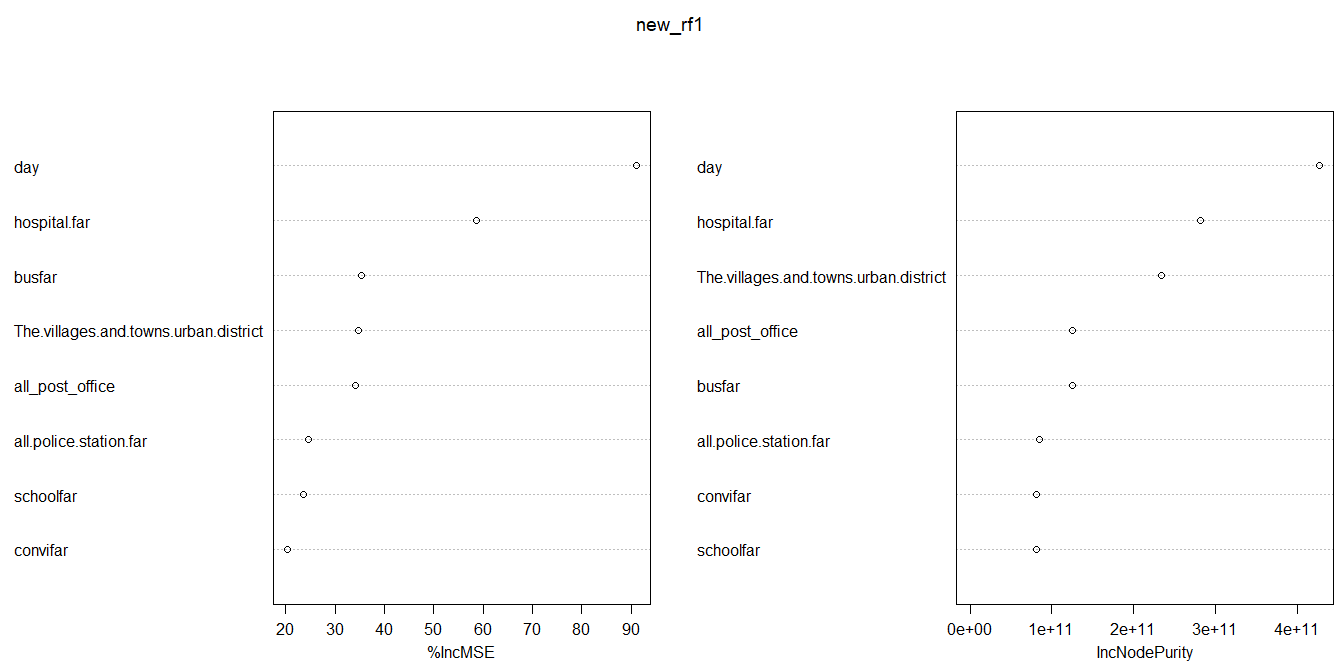 new_rf1
day
hospital.far
busfar
The.villages.and.towns.urban.district
all_post_office
all.police.station.far
schoolfar
convifar
20 30 40 50 60 70 80 90
%IncMSE
day
hospital.far
The.villages.and.towns.urban.district
all_post_office
busfar
all.police.station.far
convifar
schoolfar
0e+00 1e+11 2e+11 3e+11 4e+11
IncNodePurity